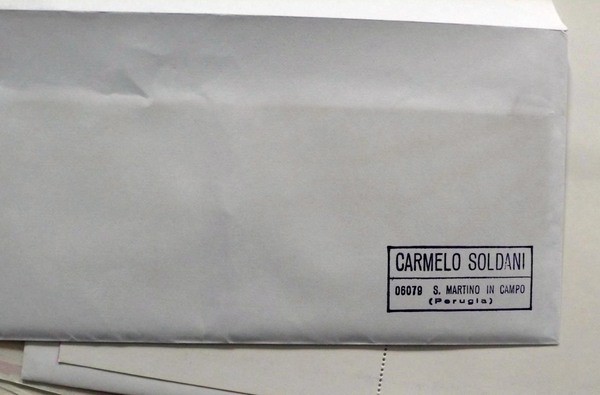 CARMELO SOLDANI
06079 S. MARTINO IN CAMPO
(Perugia)